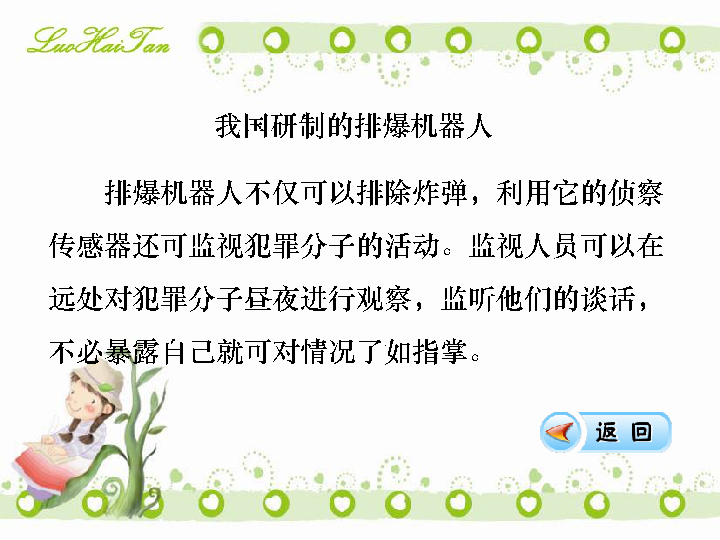 LuoHaiTan
我国研制的排爆机器人
排爆机器人不仅可以排除炸弹，利用它的侦察
传感器还可监视犯罪分子的活动。监视人员可以在
远处对犯罪分子昼夜进行观察，监听他们的谈话，
不必暴露自己就可对情况了如指掌。
返回